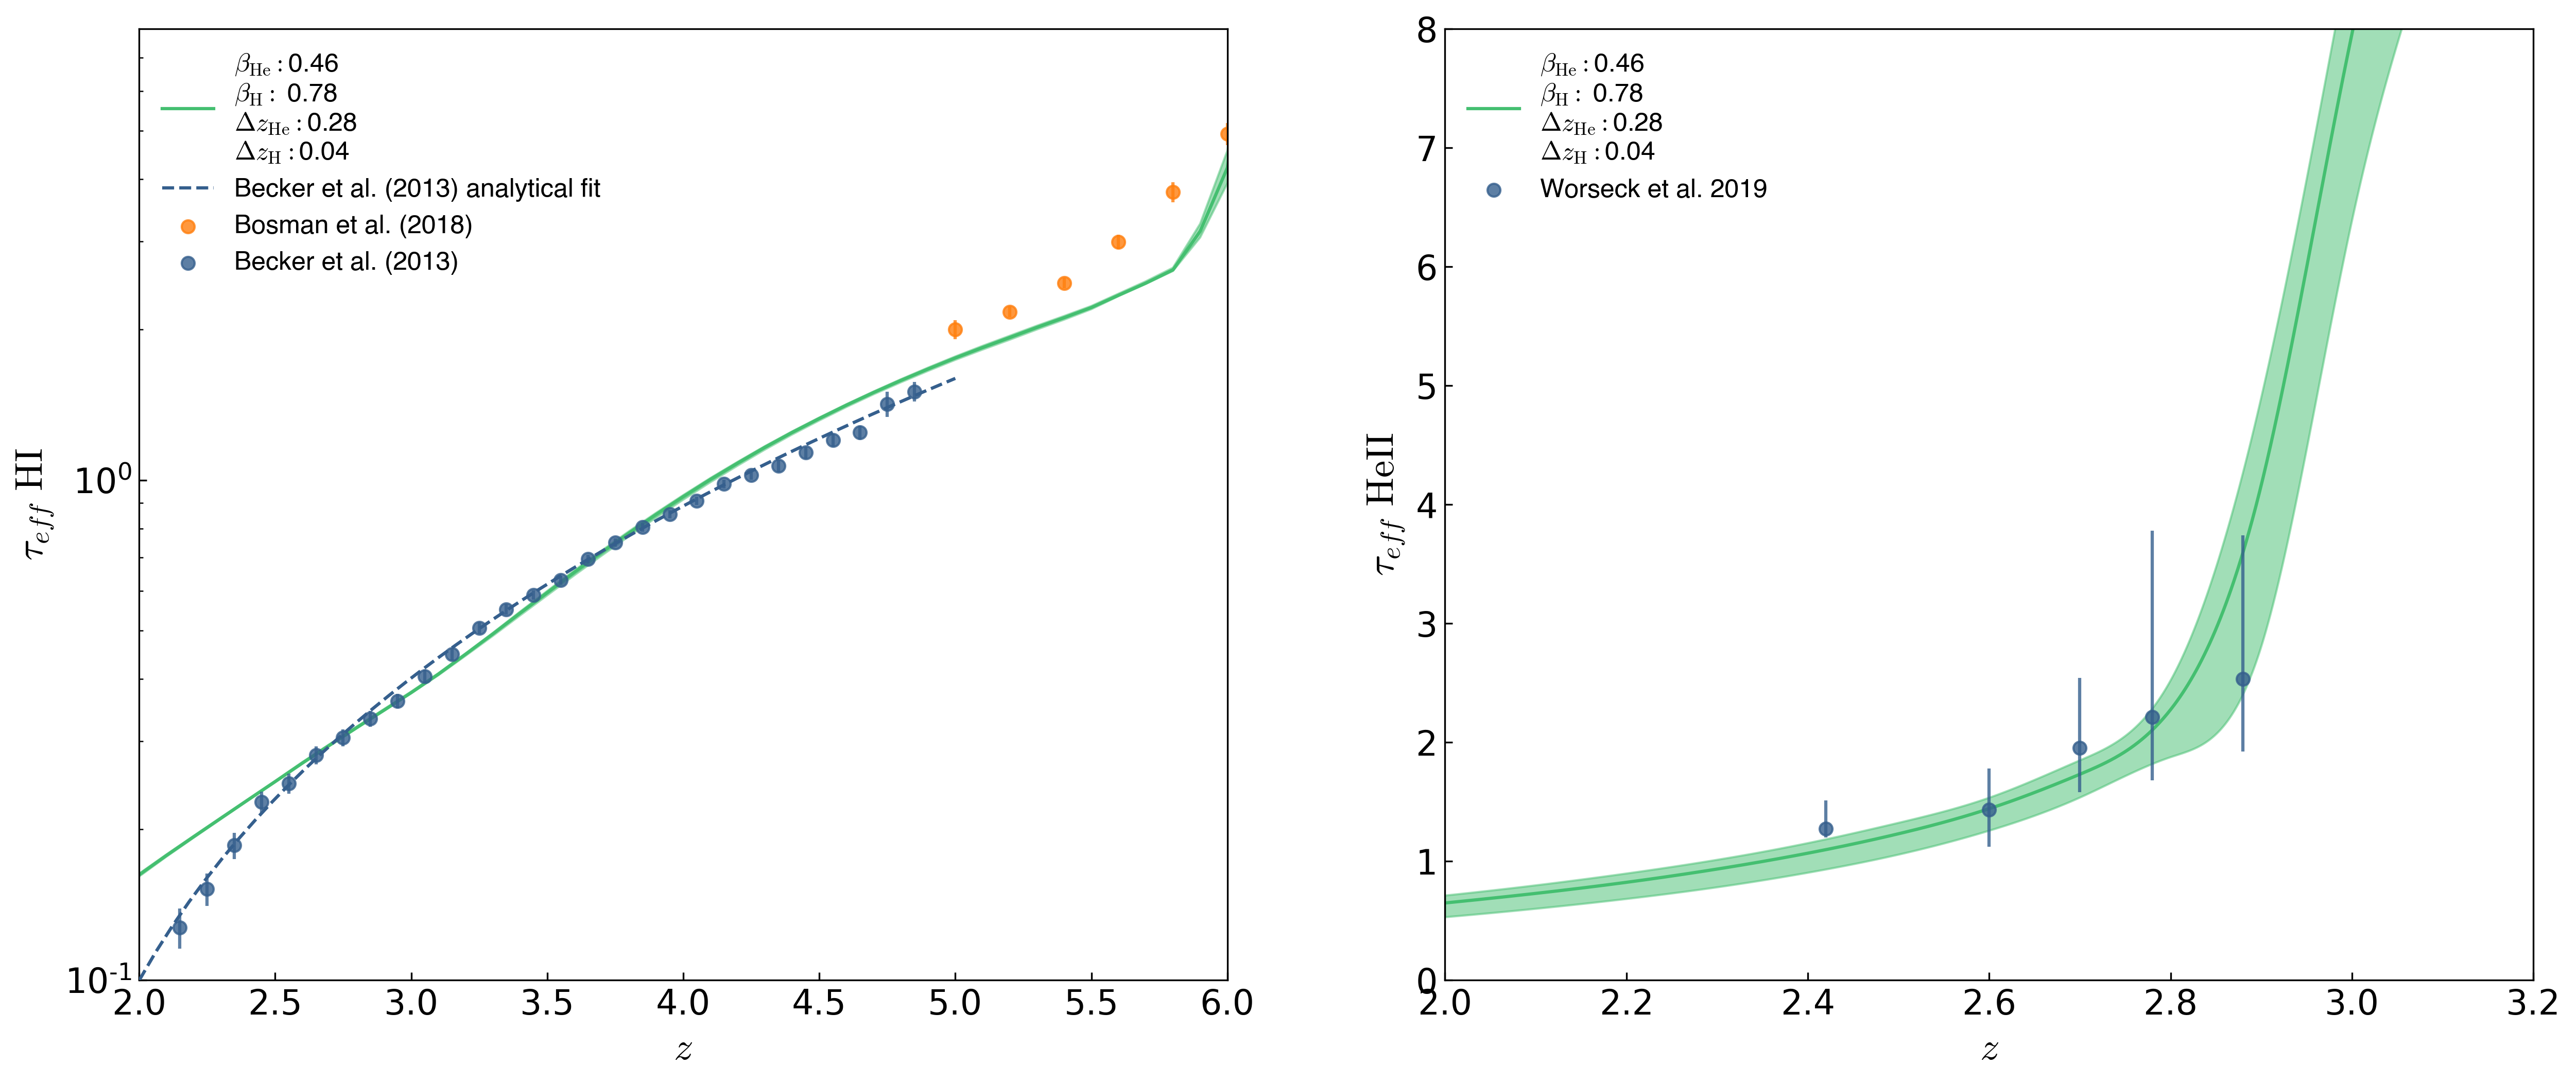 β_He : 0.46
β_H : 0.78
Δz_He : 0.28
Δz_H : 0.04
Becker et al. (2013) analytical fit
Bosman et al. (2018)
Becker et al. (2013)
τ_eff HI
10^0
10^-1
2.0 2.5 3.0 3.5 4.0 4.5 5.0 5.5 6.0
z
β_He : 0.46
β_H : 0.78
Δz_He : 0.28
Δz_H : 0.04
Worseck et al. 2019
τ_eff HeII
8
7
6
5
4
3
2
1
0
2.0 2.2 2.4 2.6 2.8 3.0 3.2
z